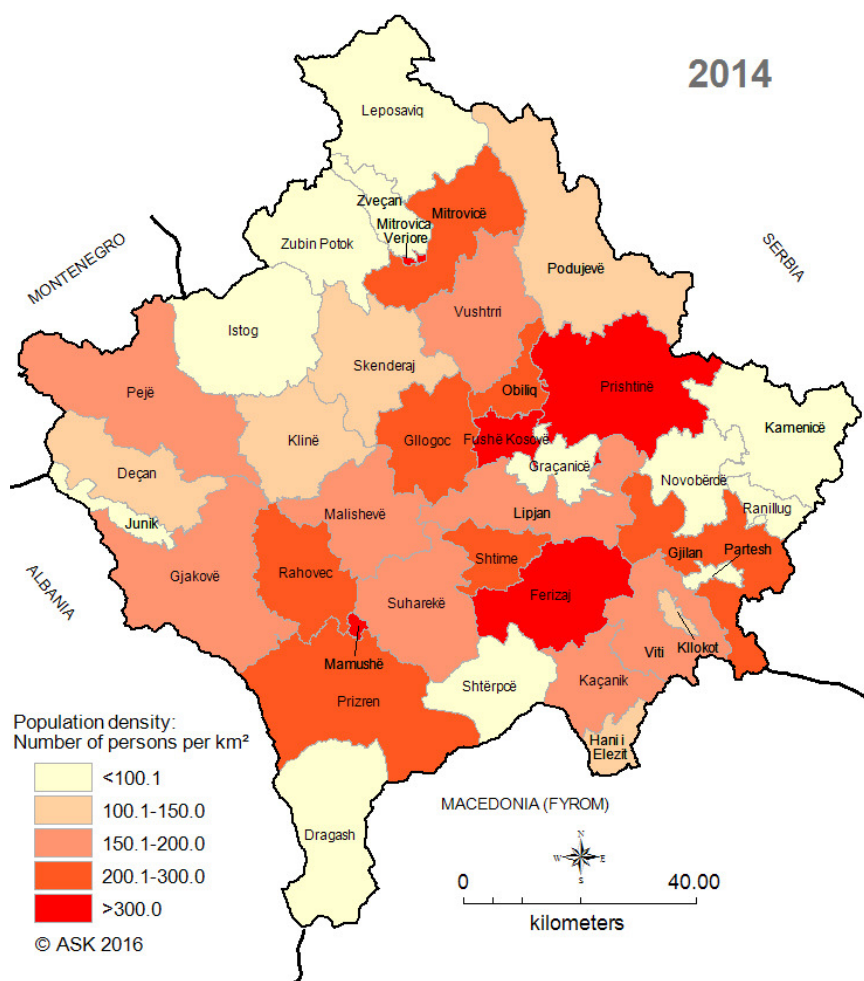 2014
Leposaviq
Zveçan
Mitrovicë
Mitrovica
Verjore
Zubin Potok
MONTENEGRO
SERBIA
Podujevë
Istog
Vushtrri
Skenderaj
Pejë
Obiliq
Prishtinë
Klinë
Gllogoc
Fushë Kosovë
Kamenicë
Graçanicë
Deçan
Novobërdë
Ranillug
Malishevë
Lipjan
Junik
Gjilan
Partesh
Shtime
Gjakovë
Rahovec
ALBANIA
Ferizaj
Suharekë
Mamushë
Viti
Kllokot
Shtërpcë
Kaçanik
Prizren
Hani i
Elezit
Population density:
Number of persons per km²
<100.1
100.1-150.0
150.1-200.0
200.1-300.0
>300.0
© ASK 2016
Dragash
MACEDONIA (FYROM)
N
W
E
S
0
40.00
kilometers